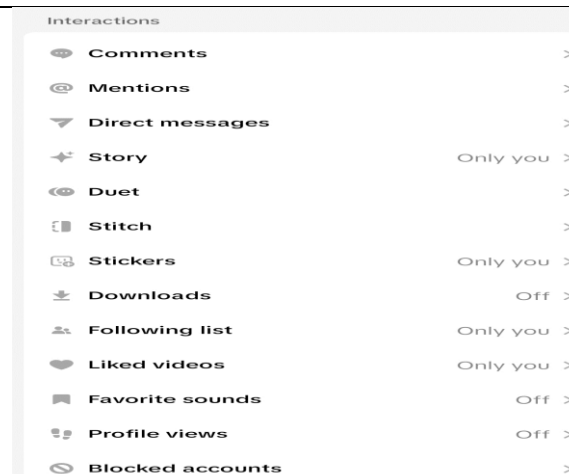 Interactions
Comments
Mentions
Direct messages
Story Only you
Duet
Stitch
Stickers Only you
Downloads Off
Following list Only you
Liked videos Only you
Favorite sounds Off
Profile views Off
Blocked accounts